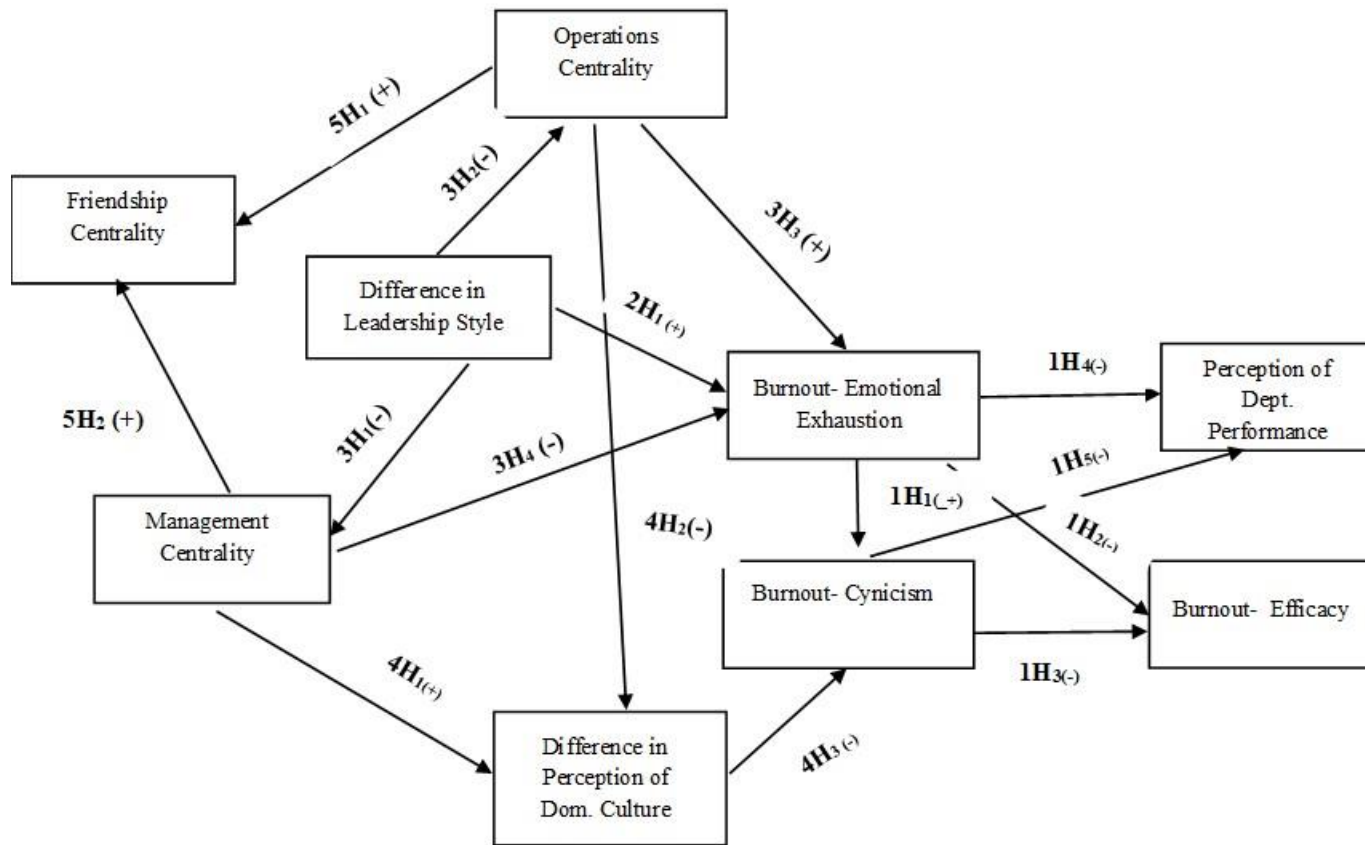 Operations
Centrality
5H₁ (+)
3H₂(-)
Friendship
Centrality
3H₃ (+)
Difference in
Leadership Style
2H₁ (+)
Burnout- Emotional
Exhaustion
1H₄(-)
Perception of
Dept.
Performance
5H₂ (+)
3H₁(-)
3H₄ (-)
1H₅(-)
1H₁(_+)
Management
Centrality
4H₂(-)
1H₂(-)
Burnout- Cynicism
Burnout- Efficacy
4H₁(+)
1H₃(-)
Difference in
Perception of
Dom. Culture
4H₃ (-)